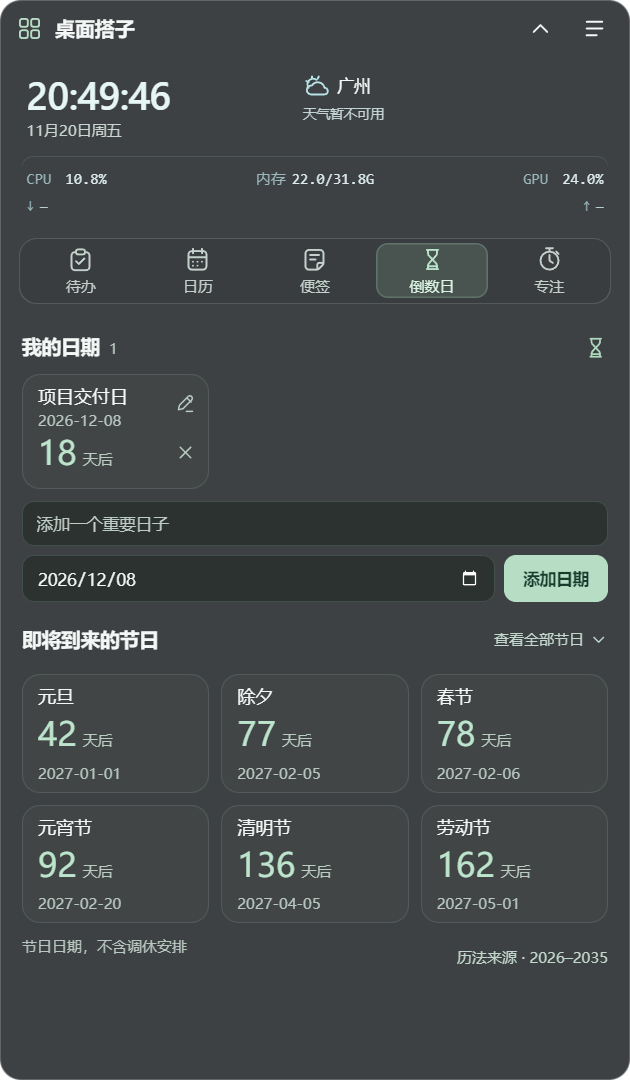 桌面搭子
20:49:46
11月20日周五
广州
天气暂不可用
CPU 10.8%
内存 22.0/31.8G
GPU 24.0%
↓ –
↑ –
待办
日历
便签
倒数日
专注
我的日期 1
项目交付日
2026-12-08
18 天后
添加一个重要日子
2026/12/08
添加日期
即将到来的节日
查看全部节日
元旦
42 天后
2027-01-01
除夕
77 天后
2027-02-05
春节
78 天后
2027-02-06
元宵节
92 天后
2027-02-20
清明节
136 天后
2027-04-05
劳动节
162 天后
2027-05-01
节日日期，不含调休安排
历法来源 · 2026–2035